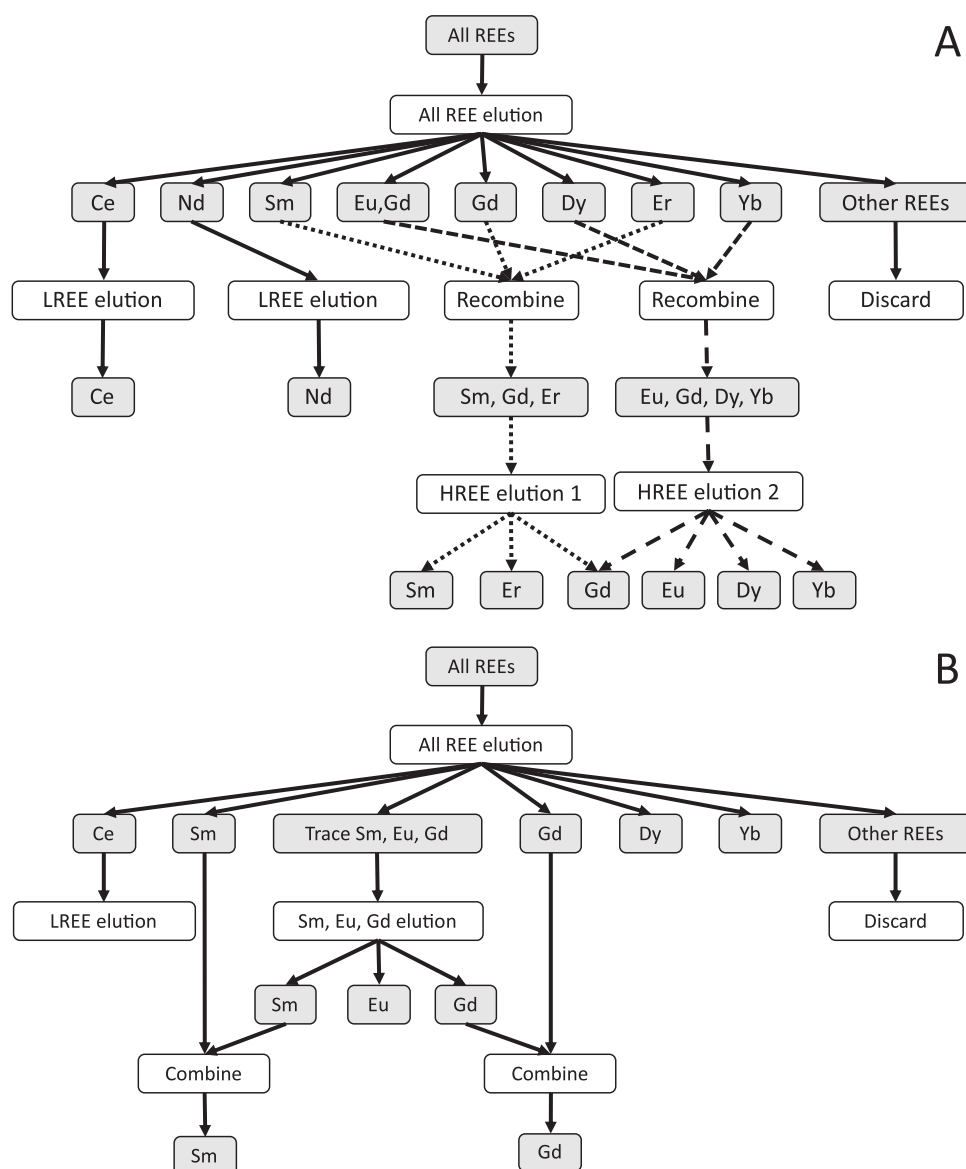 All REEs
A
All REE elution
Ce Nd Sm Eu,Gd Gd Dy Er Yb Other REEs
LREE elution LREE elution Recombine Recombine Discard
Ce Nd Sm, Gd, Er Eu, Gd, Dy, Yb
HREE elution 1 HREE elution 2
Sm Er Gd Eu Dy Yb
All REEs
B
All REE elution
Ce Sm Trace Sm, Eu, Gd Gd Dy Yb Other REEs
LREE elution Sm, Eu, Gd elution Discard
Sm Eu Gd
Combine Combine
Sm Gd